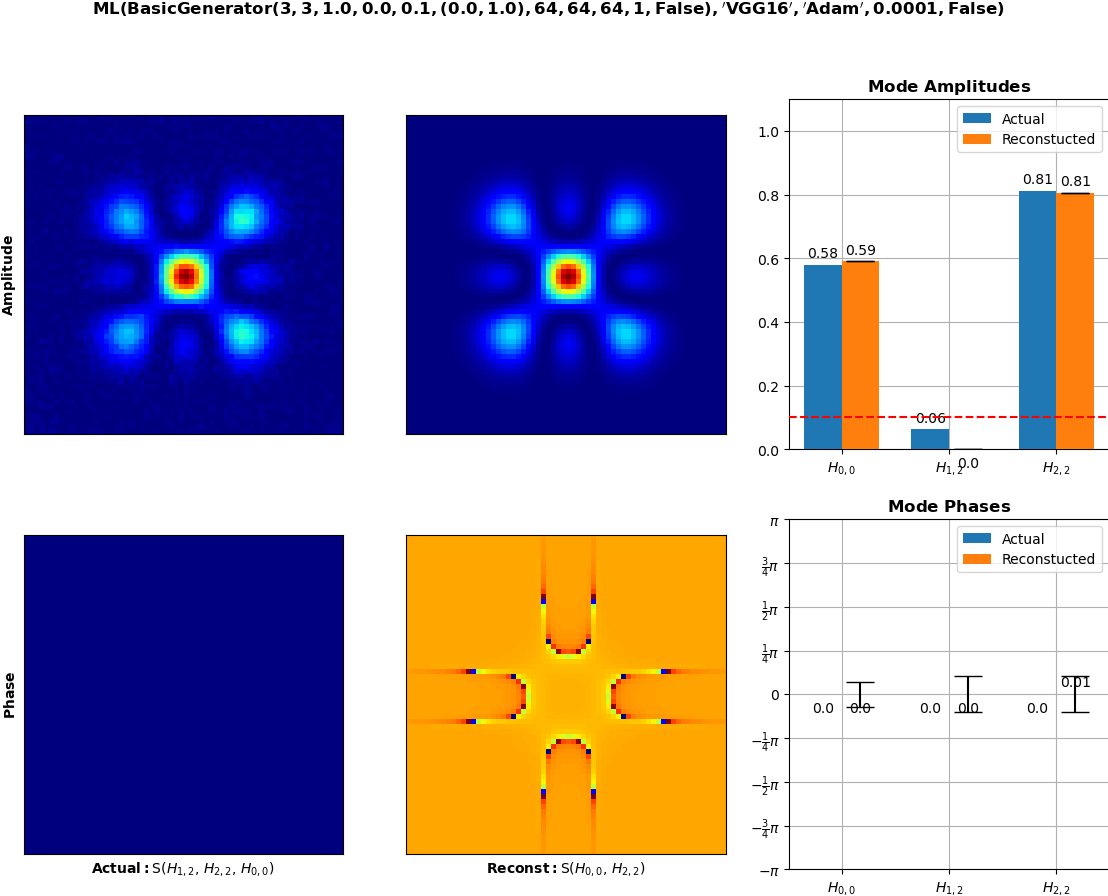 ML(BasicGenerator(3, 3, 1.0, 0.0, 0.1, (0.0, 1.0), 64, 64, 64, 1, False), ′VGG16′, ′Adam′, 0.0001, False)
Amplitude
Mode Amplitudes
Actual
Reconstucted
1.0
0.8
0.6
0.4
0.2
0.0
0.58
0.59
0.06
0.0
0.81
0.81
H0,0
H1,2
H2,2
Phase
Actual: S(H1,2, H2,2, H0,0)
Reconst: S(H0,0, H2,2)
Mode Phases
Actual
Reconstucted
π
3/4π
1/2π
1/4π
0
−1/4π
−1/2π
−3/4π
−π
0.0
0.0
0.0
0.0
0.0
0.01
H0,0
H1,2
H2,2